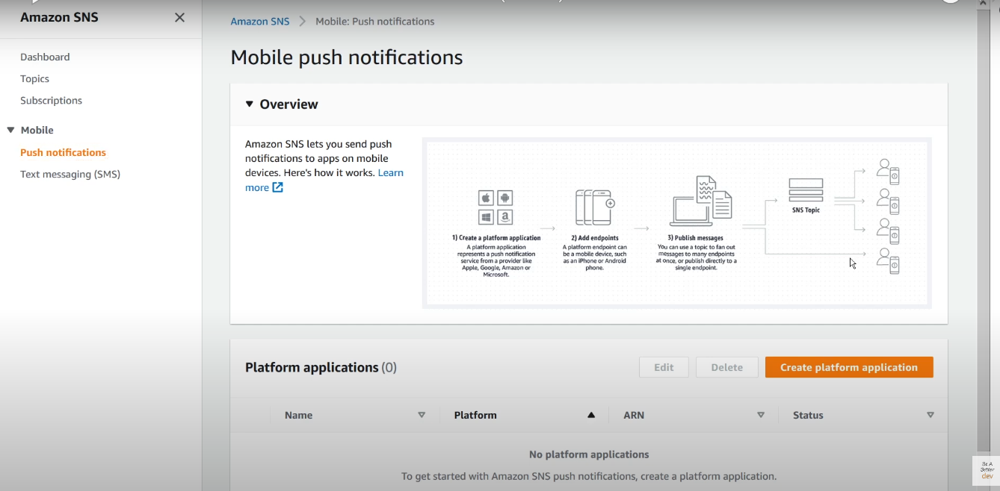 Amazon SNS
Dashboard
Topics
Subscriptions
Mobile
Push notifications
Text messaging (SMS)
Amazon SNS
Mobile: Push notifications
Mobile push notifications
Overview
Amazon SNS lets you send push
notifications to apps on mobile
devices. Here's how it works. Learn
more
1) Create a platform application
A platform application
represents a push notification
service from a provider like
Apple, Google, Amazon or
Microsoft.
2) Add endpoints
A platform endpoint can
be a mobile device, such
as an iPhone or Android
phone.
3) Publish messages
You can use a topic to fan out
messages to many endpoints
at once, or publish directly to a
single endpoint.
SNS Topic
Platform applications (0)
Edit
Delete
Create platform application
Name
Platform
ARN
Status
No platform applications
To get started with Amazon SNS push notifications, create a platform application.
Be A
Better
dev